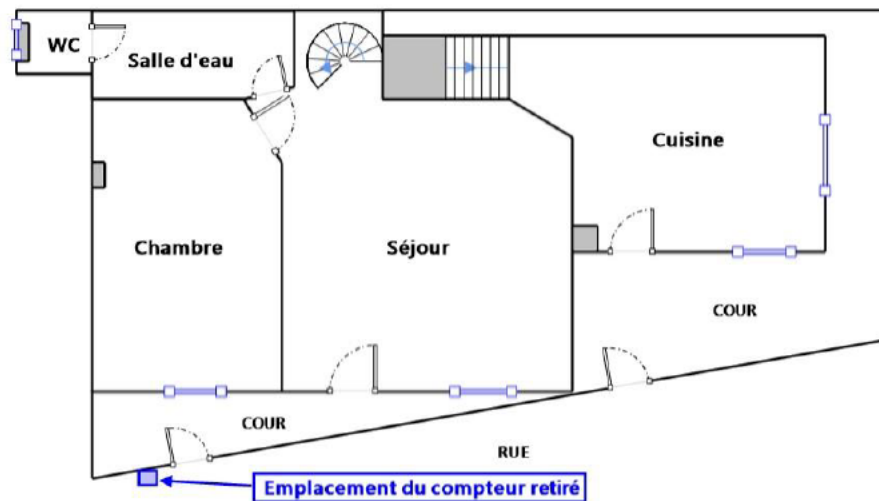 WC
Salle d'eau
Cuisine
Chambre
Séjour
COUR
COUR
RUE
Emplacement du compteur retiré